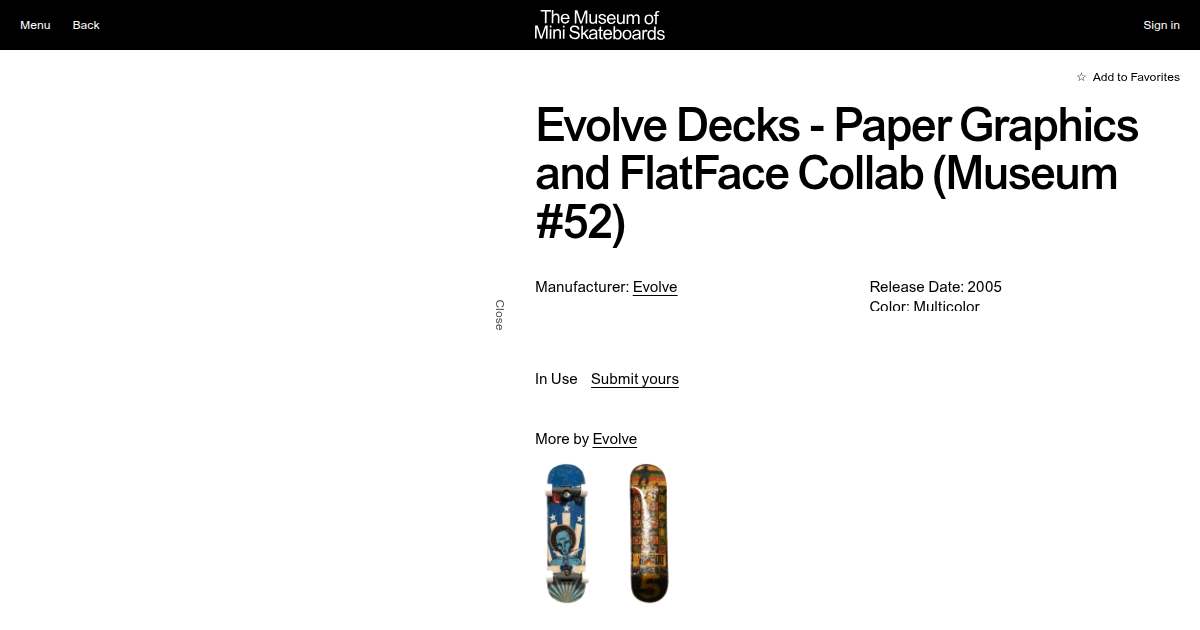 Menu
Back
The Museum of
Mini Skateboards
Sign in
☆ Add to Favorites
Evolve Decks - Paper Graphics
and FlatFace Collab (Museum
#52)
Manufacturer: Evolve
Release Date: 2005
Color: Multicolor
Close
In Use Submit yours
More by Evolve
5